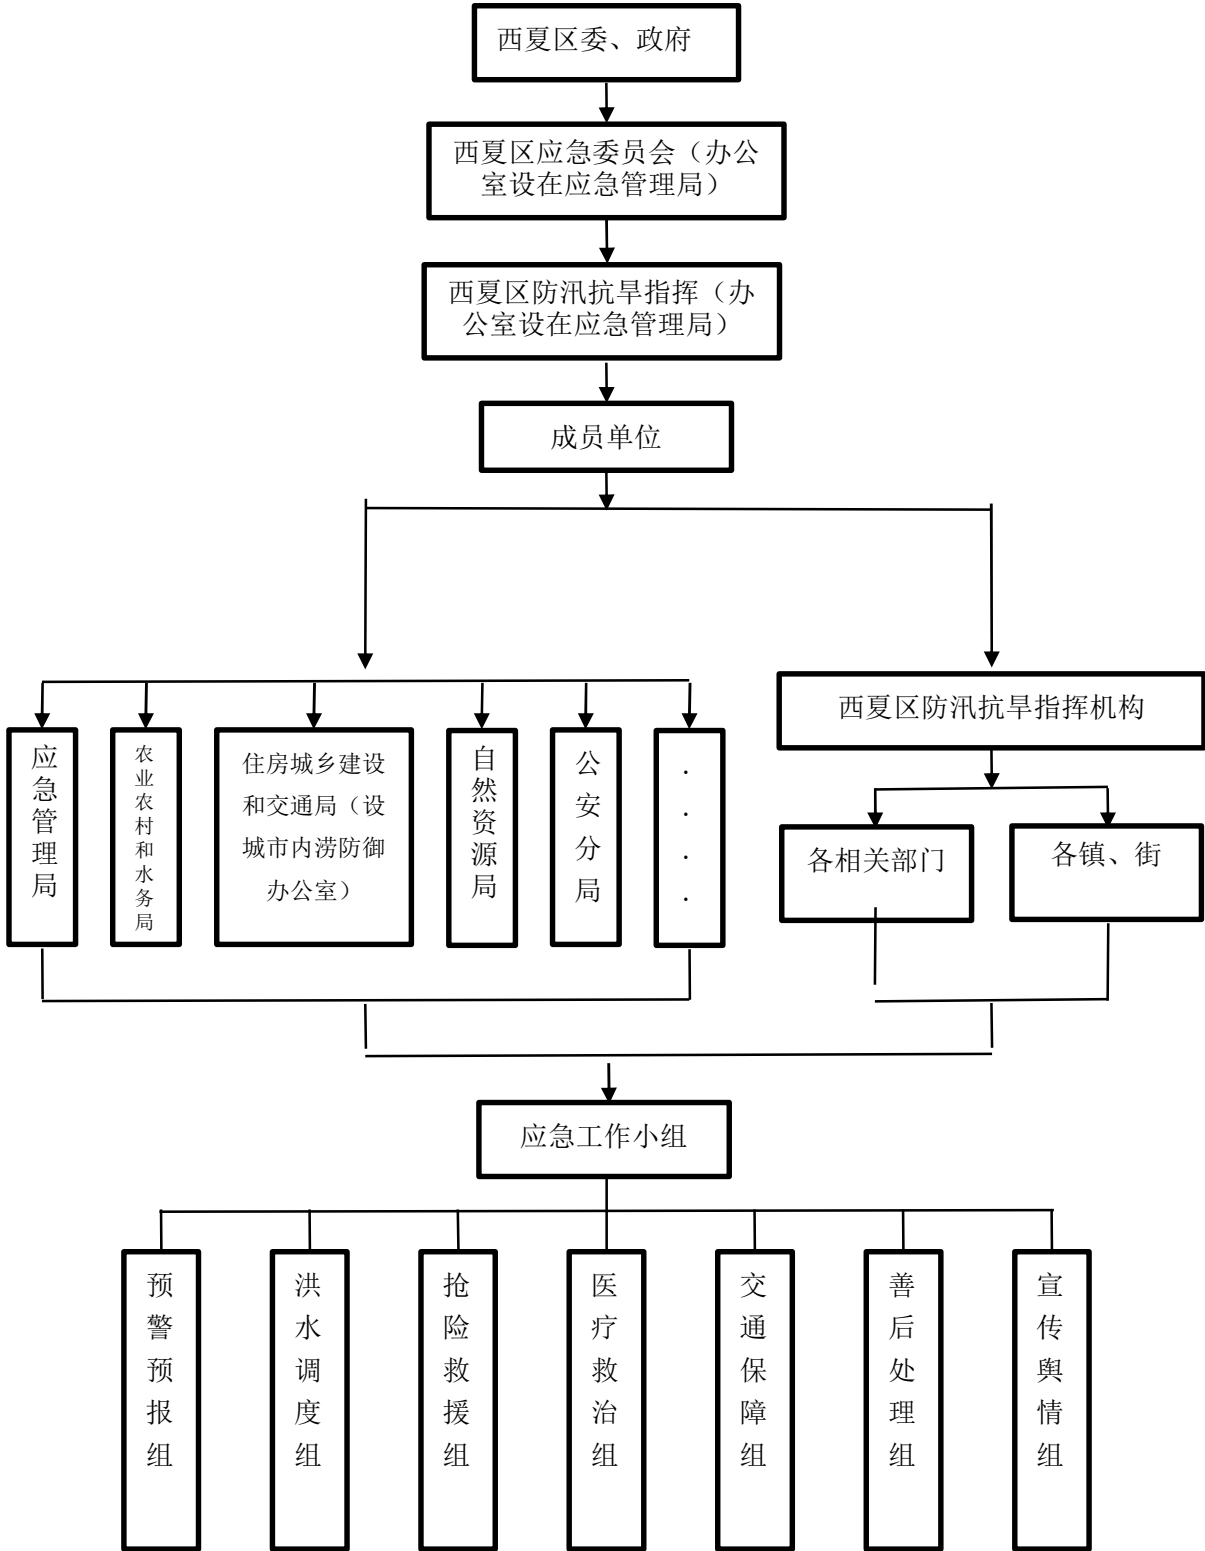 西夏区委、政府
西夏区应急委员会（办公
室设在应急管理局）
西夏区防汛抗旱指挥（办
公室设在应急管理局）
成员单位
西夏区防汛抗旱指挥机构
应急管理局
农业农村和水务局
住房城乡建设
和交通局（设
城市内涝防御
办公室）
自然资源局
公安分局
....
各相关部门
各镇、街
应急工作小组
预警预报组
洪水调度组
抢险救援组
医疗救治组
交通保障组
善后处理组
宣传舆情组